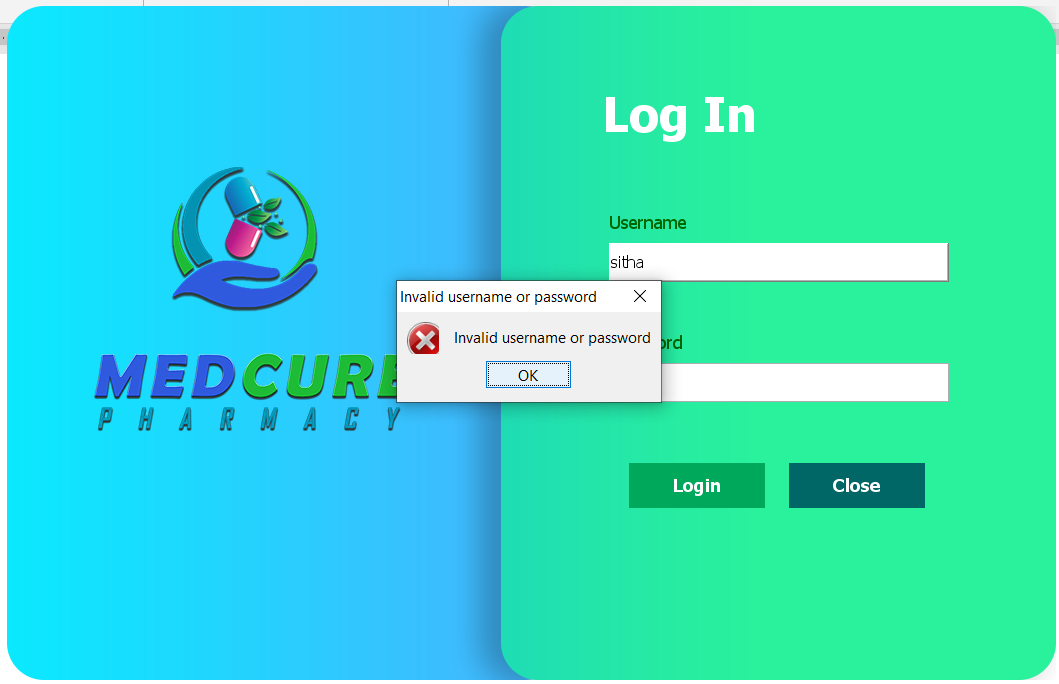 MEDCURE
PHARMACY
Log In
Username
sitha
Invalid username or password
Invalid username or password
OK
ord
Login
Close